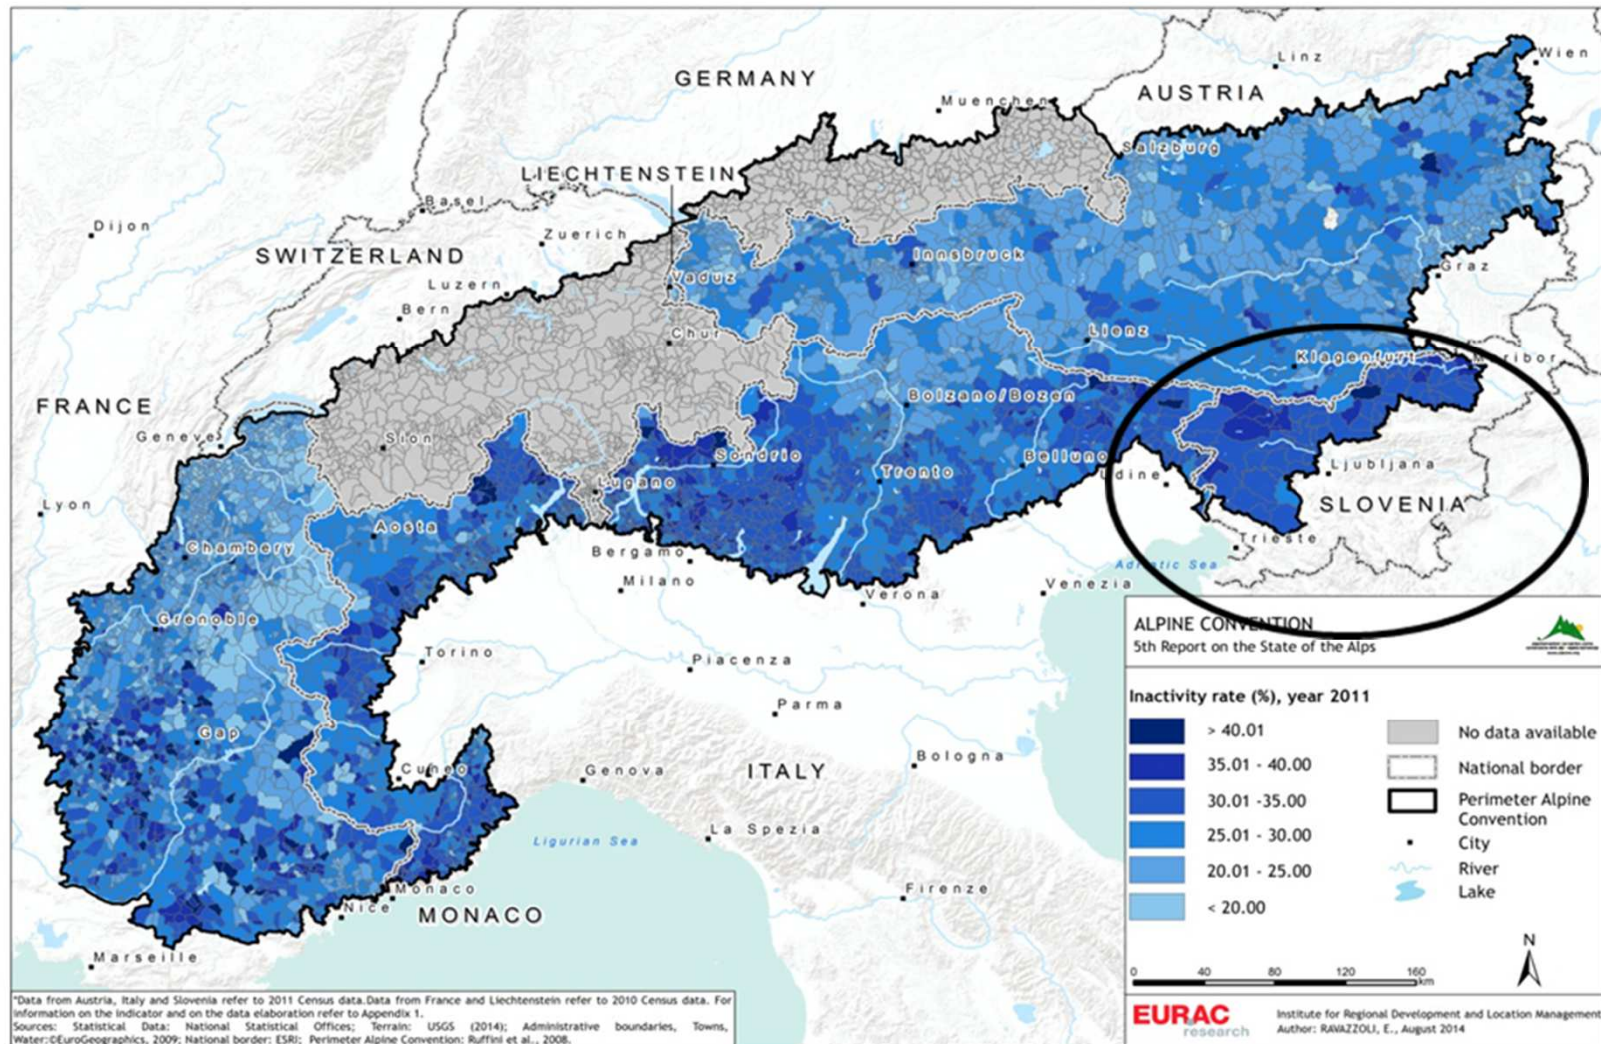 Linz
Wien
GERMANY
AUSTRIA
Muenchen
Salzburg
LIECHTENSTEIN
Basel
Dijon
Zuerich
SWITZERLAND
Innsbruck
Vaduz
Graz
Luzern
Bern
Chur
Lienz
Klagenfurt
Maribor
FRANCE
Bolzano/Bozen
Geneve
Sion
Sondrio
Belluno
Ljubljana
Trento
Udine
Lugano
Lyon
SLOVENIA
Aosta
Trieste
Chambery
Bergamo
Adriatic Sea
Milano
Venezia
Verona
Grenoble
Torino
Piacenza
Parma
Gap
Bologna
Cuneo
Genova
ITALY
La Spezia
Ligurian Sea
Monaco
Firenze
Nice
MONACO
Marseille
ALPINE CONVENTION
5th Report on the State of the Alps
Inactivity rate (%), year 2011
> 40.01
35.01 - 40.00
30.01 -35.00
25.01 - 30.00
20.01 - 25.00
< 20.00
No data available
National border
Perimeter Alpine
Convention
City
River
Lake
N
0 40 80 120 160
km
EURAC
research
Institute for Regional Development and Location Management
Author: RAVAZZOLI, E., August 2014
*Data from Austria, Italy and Slovenia refer to 2011 Census data.Data from France and Liechtenstein refer to 2010 Census data. For
information on the indicator and on the data elaboration refer to Appendix 1.
Sources: Statistical Data: National Statistical Offices; Terrain: USGS (2014); Administrative boundaries, Towns,
Water:©EuroGeographics, 2009; National border: ESRI; Perimeter Alpine Convention: Ruffini et al., 2008.